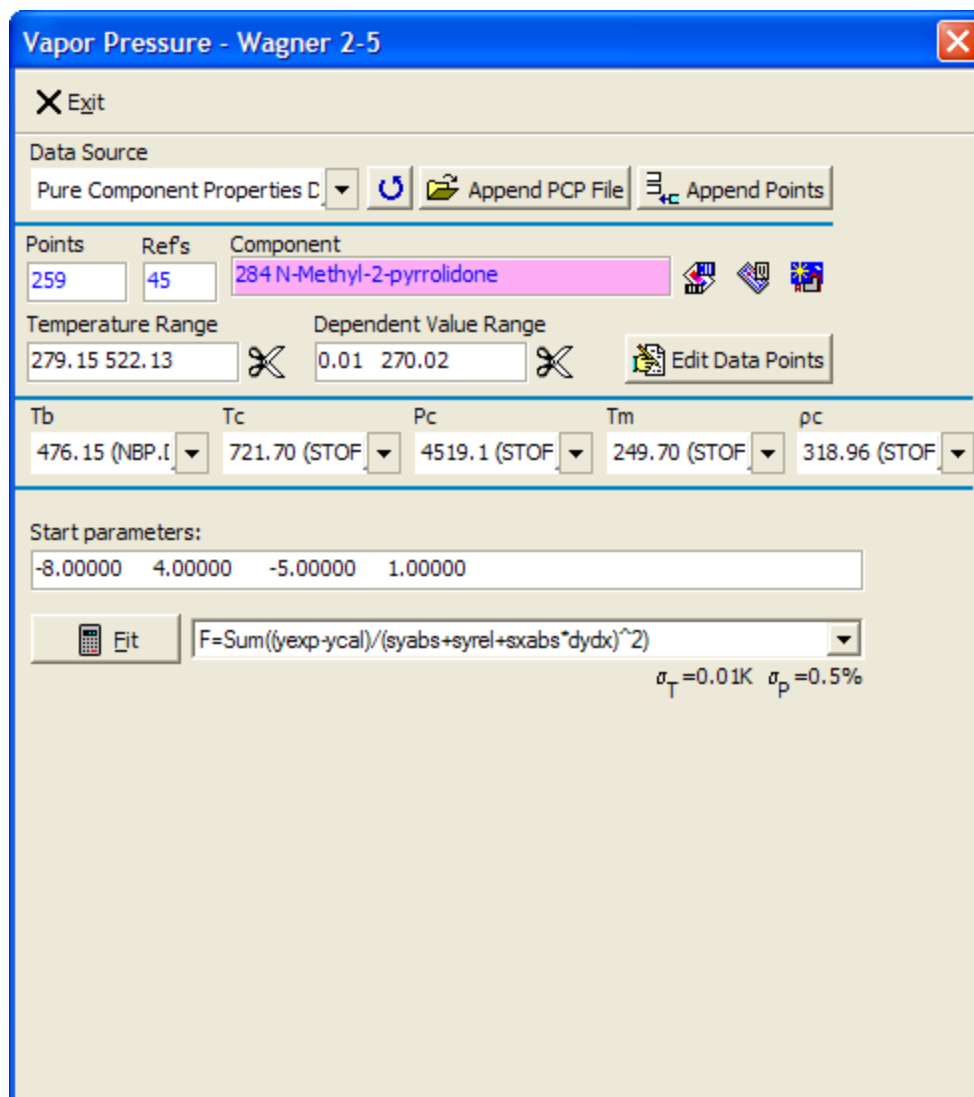 Vapor Pressure - Wagner 2-5
Exit
Data Source
Pure Component Properties D Append PCP File Append Points
Points Ref's Component
259 45 284 N-Methyl-2-pyrrolidone
Temperature Range Dependent Value Range
279.15 522.13 0.01 270.02 Edit Data Points
Tb Tc Pc Tm ρc
476.15 (NBP.[ 721.70 (STOF 4519.1 (STOF 249.70 (STOF 318.96 (STOF
Start parameters:
-8.00000 4.00000 -5.00000 1.00000
Fit F=Sum((yexp-ycal)/(syabs+syrel+sxabs*dydx)^2)
σT=0.01K σP=0.5%